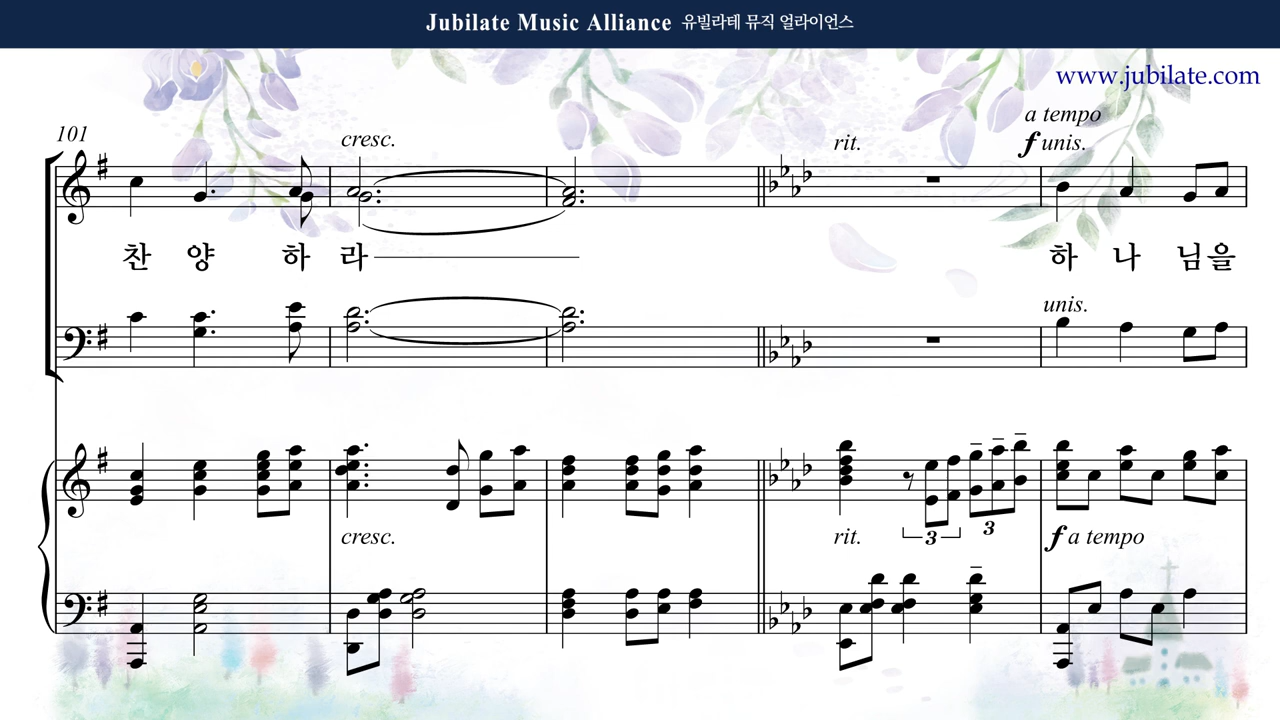 Jubilate Music Alliance 유빌라테 뮤직 얼라이언스
www.jubilate.com
101
cresc.
rit.
a tempo
f unis.
찬 양 하 라 하 나 님을
unis.
cresc.
rit.
3
3
f a tempo